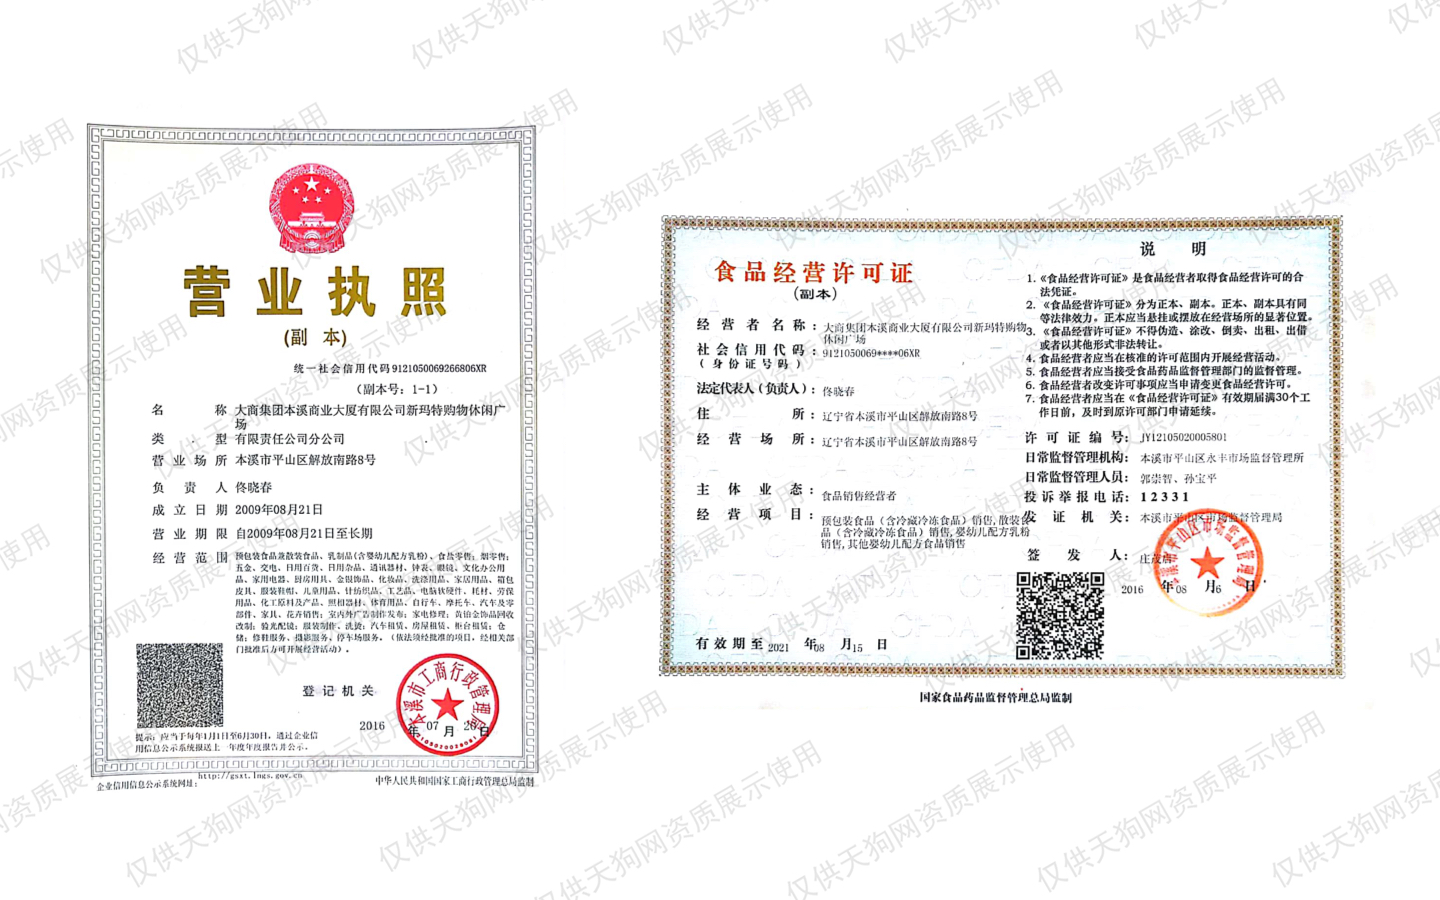 营业执照
(副 本)
统一社会信用代码9121050069266806XR
(副本号: 1-1)
名 称 大商集团本溪商业大厦有限公司新玛特购物休闲广
场
类 型 有限责任公司分公司
营业场所 本溪市平山区解放南路8号
负 责 人 佟晓春
成立日期 2009年08月21日
营业期限 自2009年08月21日至长期
经营范围 预包装食品兼散装食品、乳制品(含婴幼儿配方乳粉)、食盐零售; 烟零售;
五金、交电、日用百货、日用杂品、通讯器材、钟表、眼镜、文化办公用
品、家用电器、厨房用具、金银饰品、化妆品、洗涤用品、家居用品、箱包
皮具、服装鞋帽、儿童用品、针纺织品、工艺品、电脑软硬件、耗材、劳保
用品、化工原料及产品、照相器材、体育用品、自行车、摩托车、汽车及零
部件、家具、花卉销售; 室内外广告制作发布; 家电修理; 黄铂金饰品回收
改制; 验光配镜; 服装制作、洗烫; 汽车租赁、房屋租赁、柜台租赁; 仓
储; 修鞋服务、摄影服务、停车场服务。(依法须经批准的项目, 经相关部
门批准后方可开展经营活动)。
登记机关
本溪市工商行政管理局
2016 年 07 月 20 日
提示: 应当于每年1月1日至6月30日, 通过企业信
用信息公示系统报送上一年度年度报告并公示。
企业信用信息公示系统网址: http://gsxt.lngs.gov.cn
中华人民共和国国家工商行政管理总局监制
食品经营许可证
(副本)
经营者名称: 大商集团本溪商业大厦有限公司新玛特购物
休闲广场
社会信用代码: 9121050069****06XR
(身份证号码)
法定代表人(负责人): 佟晓春
住 所: 辽宁省本溪市平山区解放南路8号
经营场所: 辽宁省本溪市平山区解放南路8号
主体业态: 食品销售经营者
经营项目: 预包装食品(含冷藏冷冻食品)销售, 散装食
品(含冷藏冷冻食品)销售, 婴幼儿配方乳粉
销售, 其他婴幼儿配方食品销售
有效期至 2021 年 08 月 15 日
说 明
1. 《食品经营许可证》是食品经营者取得食品经营许可的合
法凭证。
2. 《食品经营许可证》分为正本、副本。正本、副本具有同
等法律效力。正本应当悬挂或摆放在经营场所的显著位置。
3. 《食品经营许可证》不得伪造、涂改、倒卖、出租、出借
或者以其他形式非法转让。
4. 食品经营者应当在核准的许可范围内开展经营活动。
5. 食品经营者应当接受食品药品监督管理部门的监督管理。
6. 食品经营者改变许可事项应当申请变更食品经营许可。
7. 食品经营者应当在《食品经营许可证》有效期届满30个工
作日前, 及时到原许可部门申请延续。
许可证编号: JY12105020005801
日常监督管理机构: 本溪市平山区永丰市场监督管理所
日常监督管理人员: 郭崇智、孙宝平
投诉举报电话: 12331
发证机关: 本溪市平山区市场监督管理局
签 发 人:
2016 年 08 月 6 日
国家食品药品监督管理总局监制
仅供天狗网资质展示使用